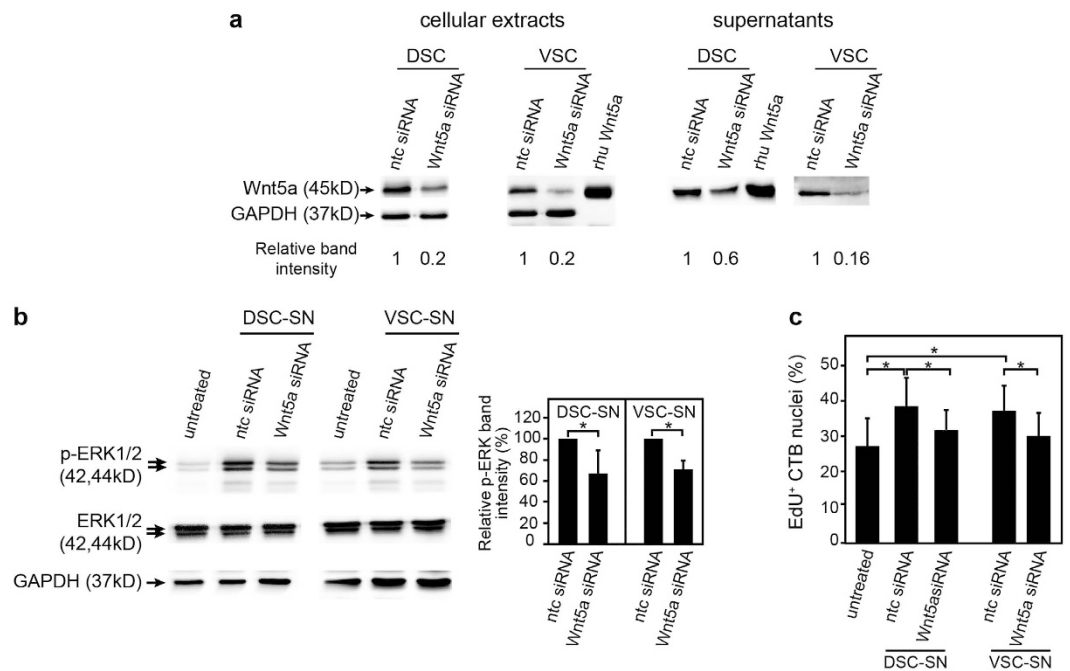 a
cellular extracts
supernatants
DSC
VSC
DSC
VSC
ntc siRNA
Wnt5a siRNA
ntc siRNA
Wnt5a siRNA
rhu Wnt5a
ntc siRNA
Wnt5a siRNA
rhu Wnt5a
ntc siRNA
Wnt5a siRNA
Wnt5a (45kD)
GAPDH (37kD)
Relative band
intensity
1 0.2
1 0.2
1 0.6
1 0.16
b
DSC-SN
VSC-SN
untreated
ntc siRNA
Wnt5a siRNA
untreated
ntc siRNA
Wnt5a siRNA
p-ERK1/2
(42,44kD)
ERK1/2
(42,44kD)
GAPDH (37kD)
Relative p-ERK band
intensity (%)
120
100
80
60
40
20
0
DSC-SN
VSC-SN
*
*
ntc siRNA
Wnt5a siRNA
ntc siRNA
Wnt5a siRNA
c
EdU+ CTB nuclei (%)
50
40
30
20
10
0
*
*
*
*
untreated
ntc siRNA
Wnt5asiRNA
ntc siRNA
Wnt5a siRNA
DSC-SN
VSC-SN